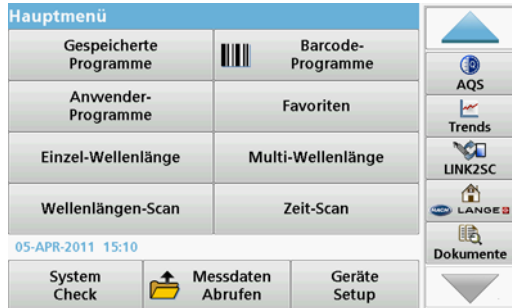 Hauptmenü
Gespeicherte
Programme
Barcode-
Programme
Anwender-
Programme
Favoriten
Einzel-Wellenlänge
Multi-Wellenlänge
Wellenlängen-Scan
Zeit-Scan
05-APR-2011 15:10
System
Check
Messdaten
Abrufen
Geräte
Setup
AQS
Trends
LINK2SC
HACH LANGE
Dokumente